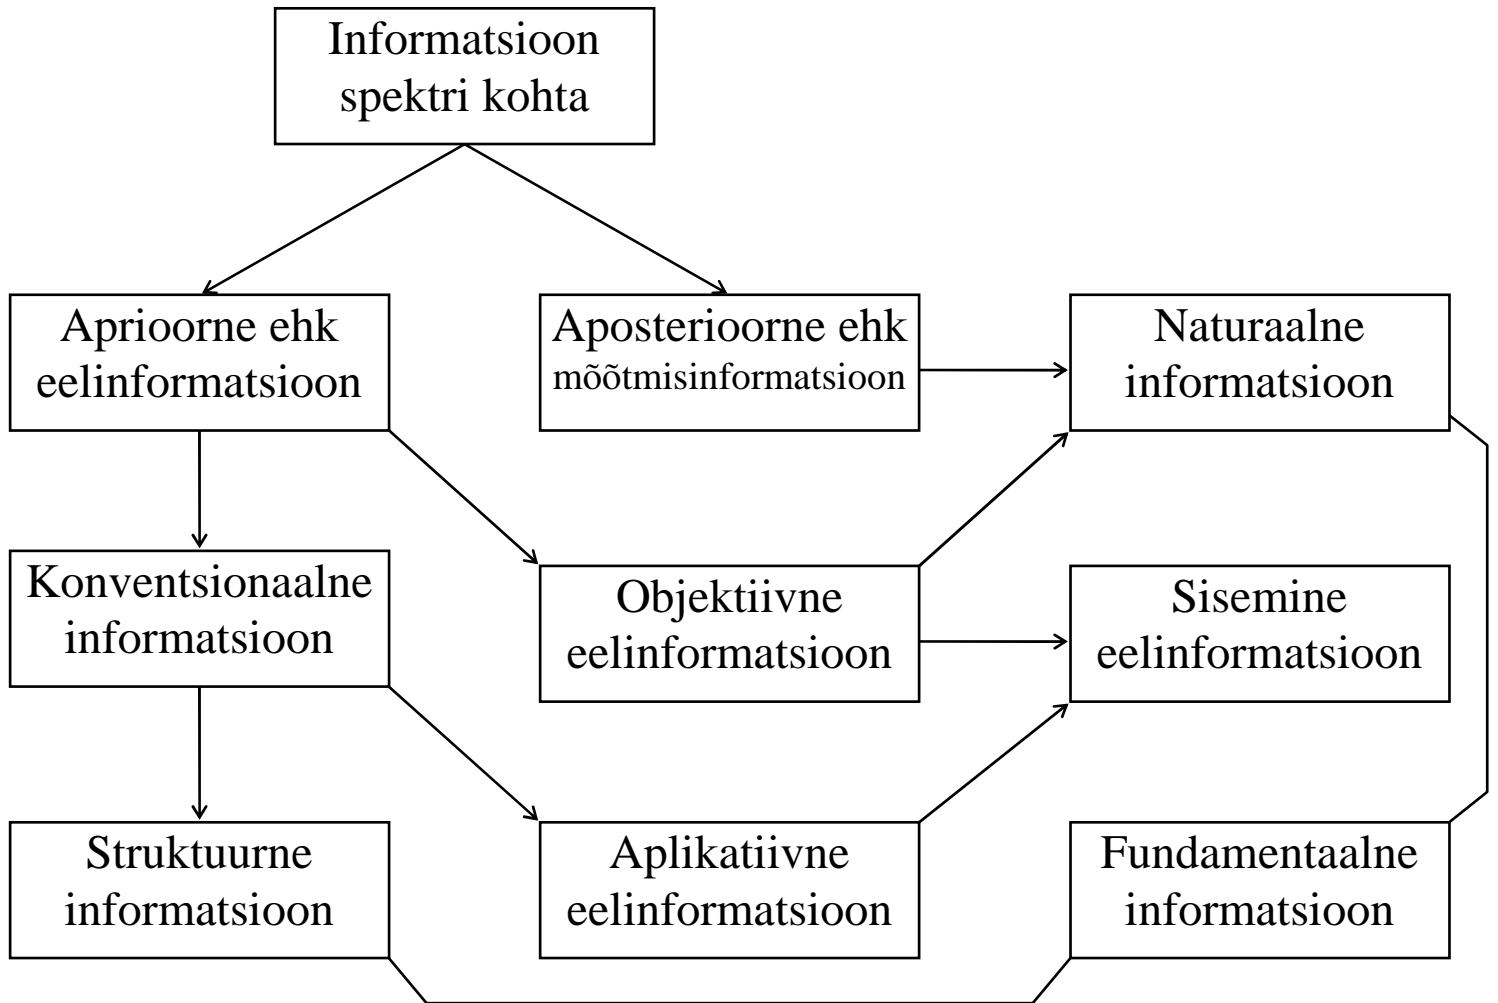 Informatsioon
spektri kohta
Aprioorne ehk
eelinformatsioon
Aposterioorne ehk
mõõtmisinformatsioon
Naturaalne
informatsioon
Konventsionaalne
informatsioon
Objektiivne
eelinformatsioon
Sisemine
eelinformatsioon
Struktuurne
informatsioon
Aplikatiivne
eelinformatsioon
Fundamentaalne
informatsioon